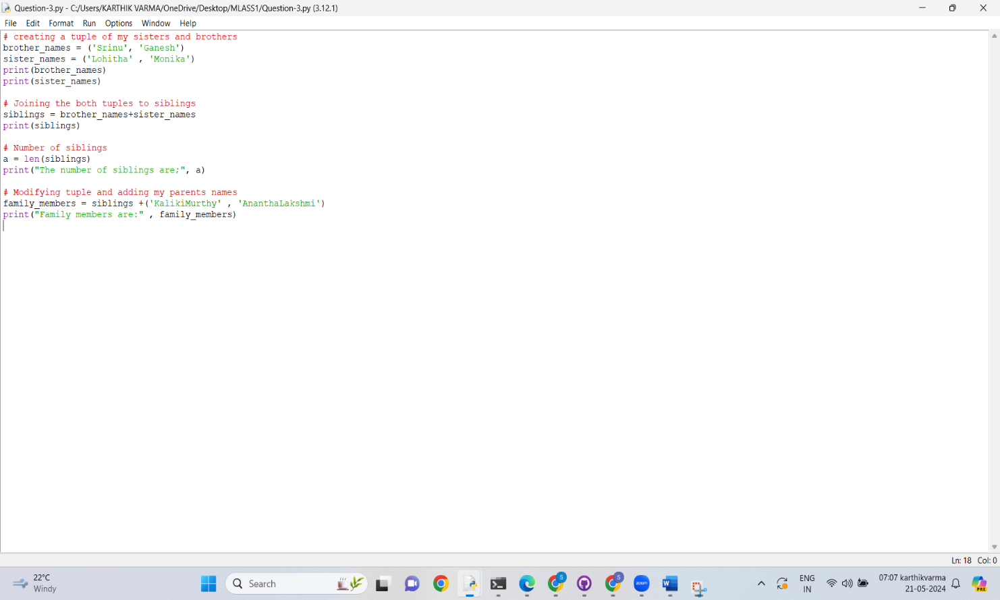 Question-3.py - C:/Users/KARTHIK VARMA/OneDrive/Desktop/MLASS1/Question-3.py (3.12.1)
File Edit Format Run Options Window Help
# creating a tuple of my sisters and brothers
brother_names = ('Srinu', 'Ganesh')
sister_names = ('Lohitha' , 'Monika')
print(brother_names)
print(sister_names)
# Joining the both tuples to siblings
siblings = brother_names+sister_names
print(siblings)
# Number of siblings
a = len(siblings)
print("The number of siblings are;", a)
# Modifying tuple and adding my parents names
family_members = siblings +('KalikiMurthy' , 'AnanthaLakshmi')
print("Family members are:" , family_members)
Ln: 18 Col: 0
22°C
Windy
Search
S
S
zoom
W
ENG
IN
07:07 karthikvarma
21-05-2024
PRE